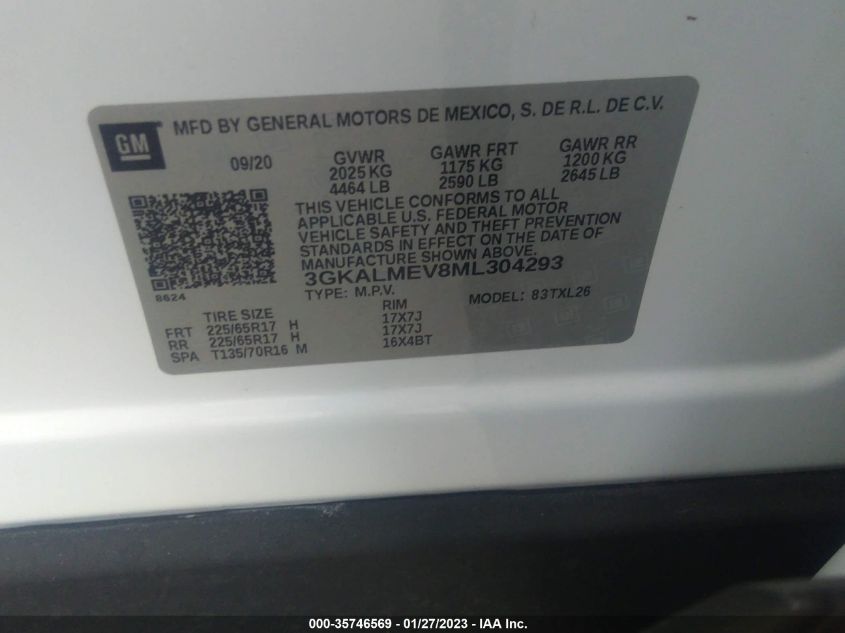 GM
MFD BY GENERAL MOTORS DE MEXICO, S. DE R.L. DE C.V.
09/20
GVWR
2025 KG
4464 LB
GAWR FRT
1175 KG
2590 LB
GAWR RR
1200 KG
2645 LB
THIS VEHICLE CONFORMS TO ALL
APPLICABLE U.S. FEDERAL MOTOR
VEHICLE SAFETY AND THEFT PREVENTION
STANDARDS IN EFFECT ON THE DATE OF
MANUFACTURE SHOWN ABOVE.
3GKALMEV8ML304293
8624
TYPE: M.P.V.
MODEL: 83TXL26
TIRE SIZE
RIM
FRT 225/65R17 H 17X7J
RR 225/65R17 H 17X7J
SPA T135/70R16 M 16X4BT
000-35746569 — 01/27/2023 — IAA Inc.